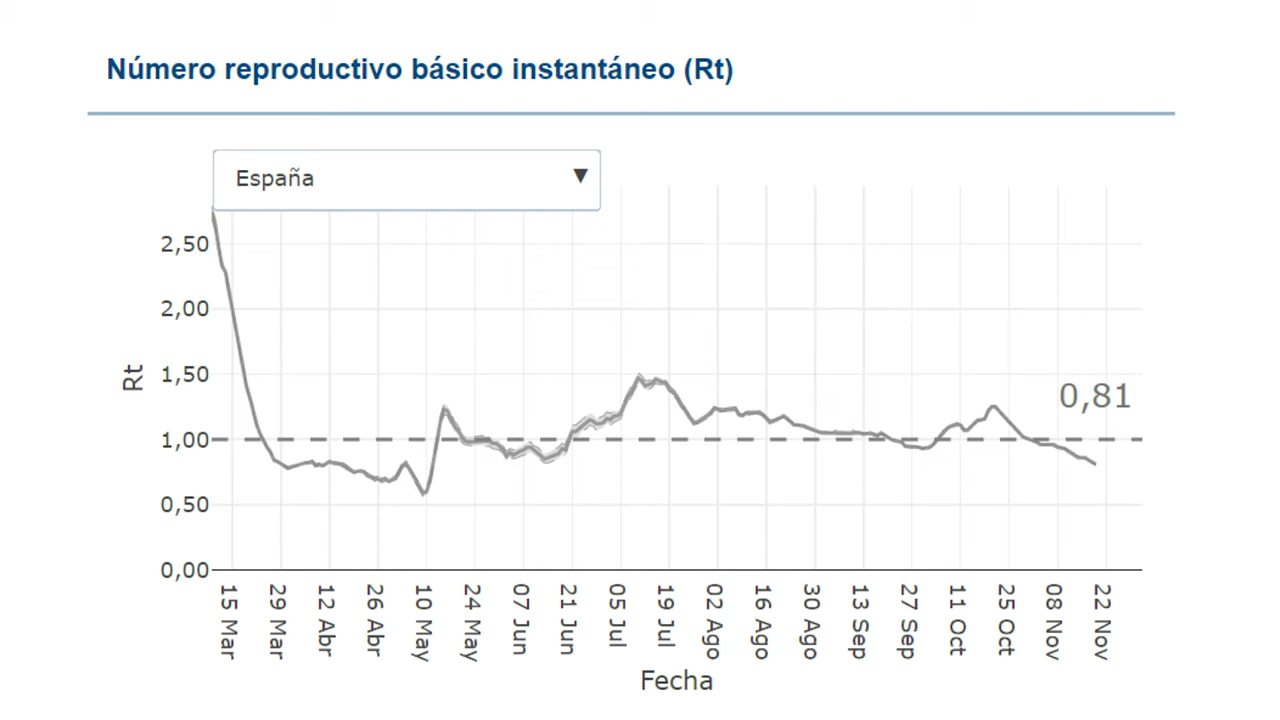 Número reproductivo básico instantáneo (Rt)
España ▼
2,50
2,00
1,50
1,00
0,50
0,00
Rt
0,81
15 Mar
29 Mar
12 Abr
26 Abr
10 May
24 May
07 Jun
21 Jun
05 Jul
19 Jul
02 Ago
16 Ago
30 Ago
13 Sep
27 Sep
11 Oct
25 Oct
08 Nov
22 Nov
Fecha